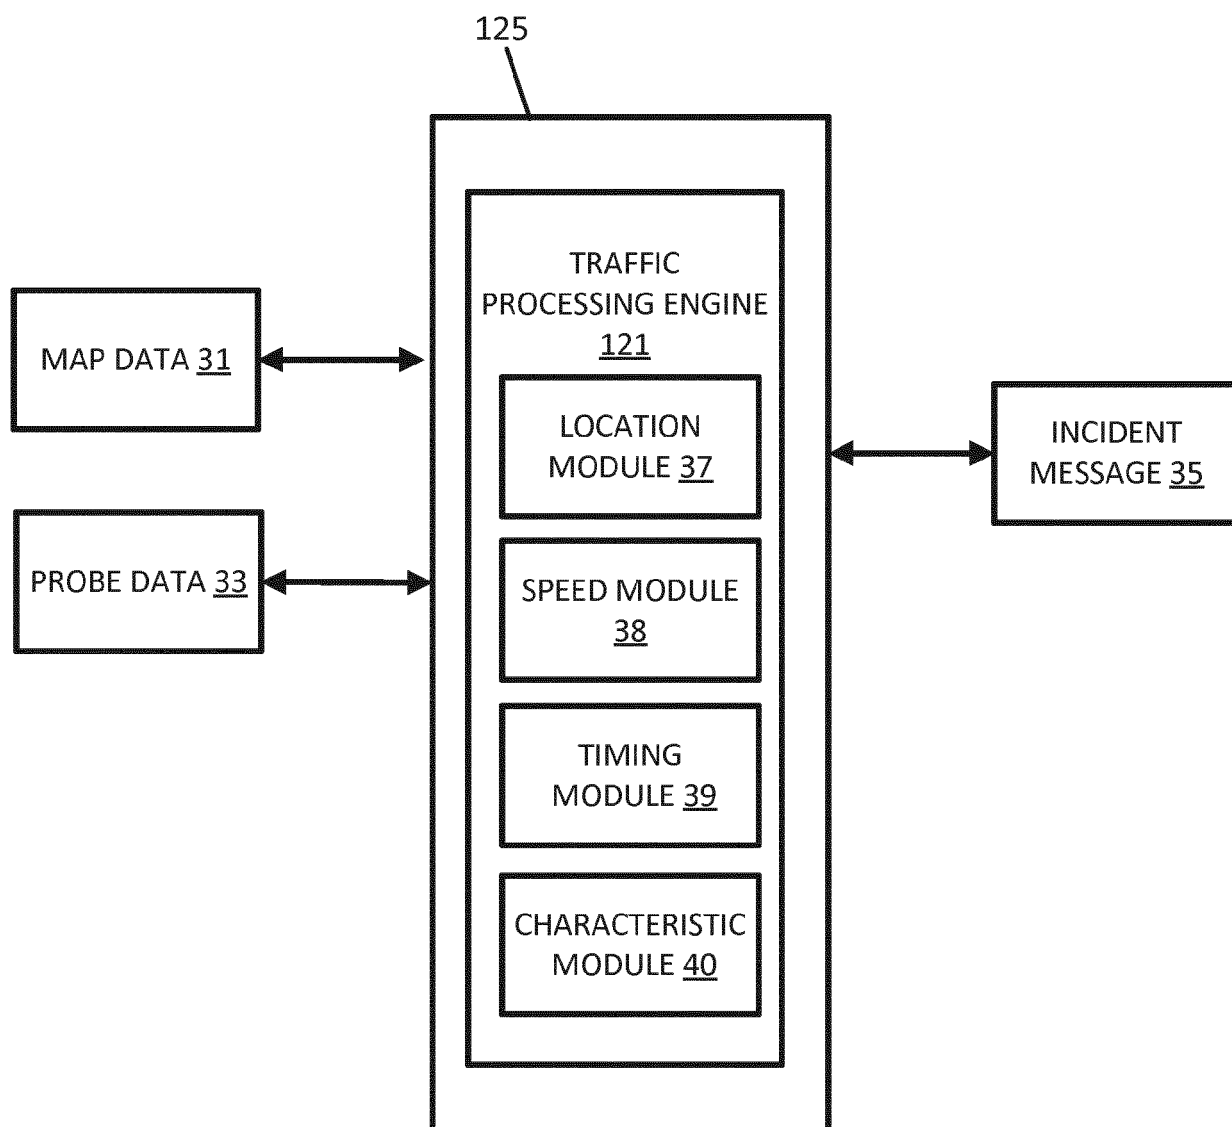 125
TRAFFIC
PROCESSING ENGINE
121
MAP DATA 31
LOCATION
MODULE 37
INCIDENT
MESSAGE 35
PROBE DATA 33
SPEED MODULE
38
TIMING
MODULE 39
CHARACTERISTIC
MODULE 40